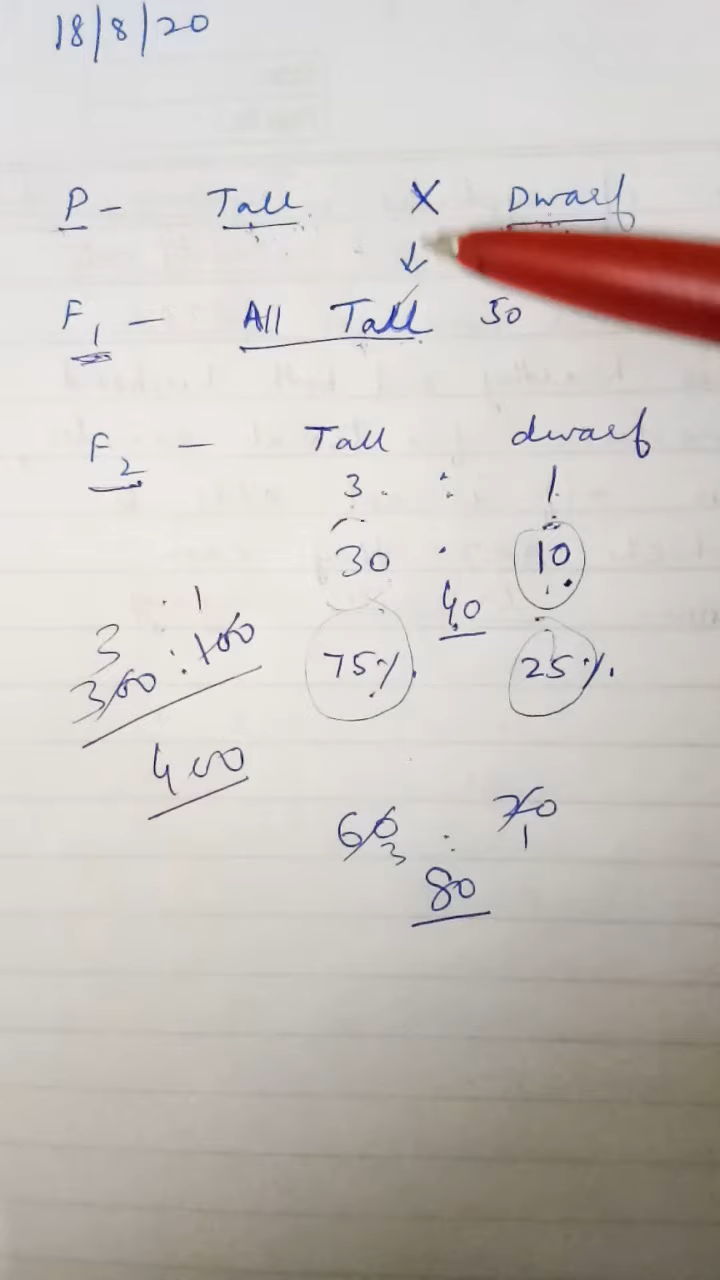 18/8/20
P - Tall X Dwarf
↓
F1 - All Tall 50
F2 - Tall dwarf
3 : 1
30 : 10
40
3 : 1
300 : 100
75% 25%
400
60 : 20
3 1
80